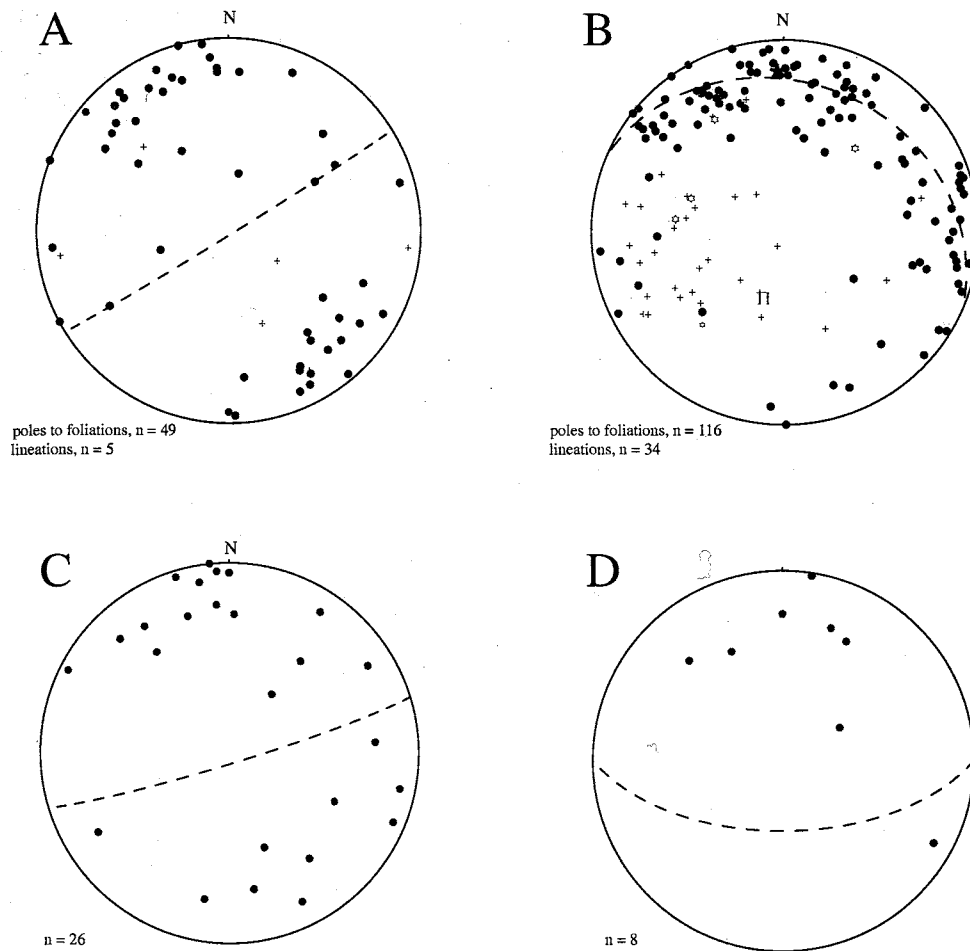 A
N
poles to foliations, n = 49
lineations, n = 5
B
N
Π
poles to foliations, n = 116
lineations, n = 34
C
N
n = 26
D
n = 8